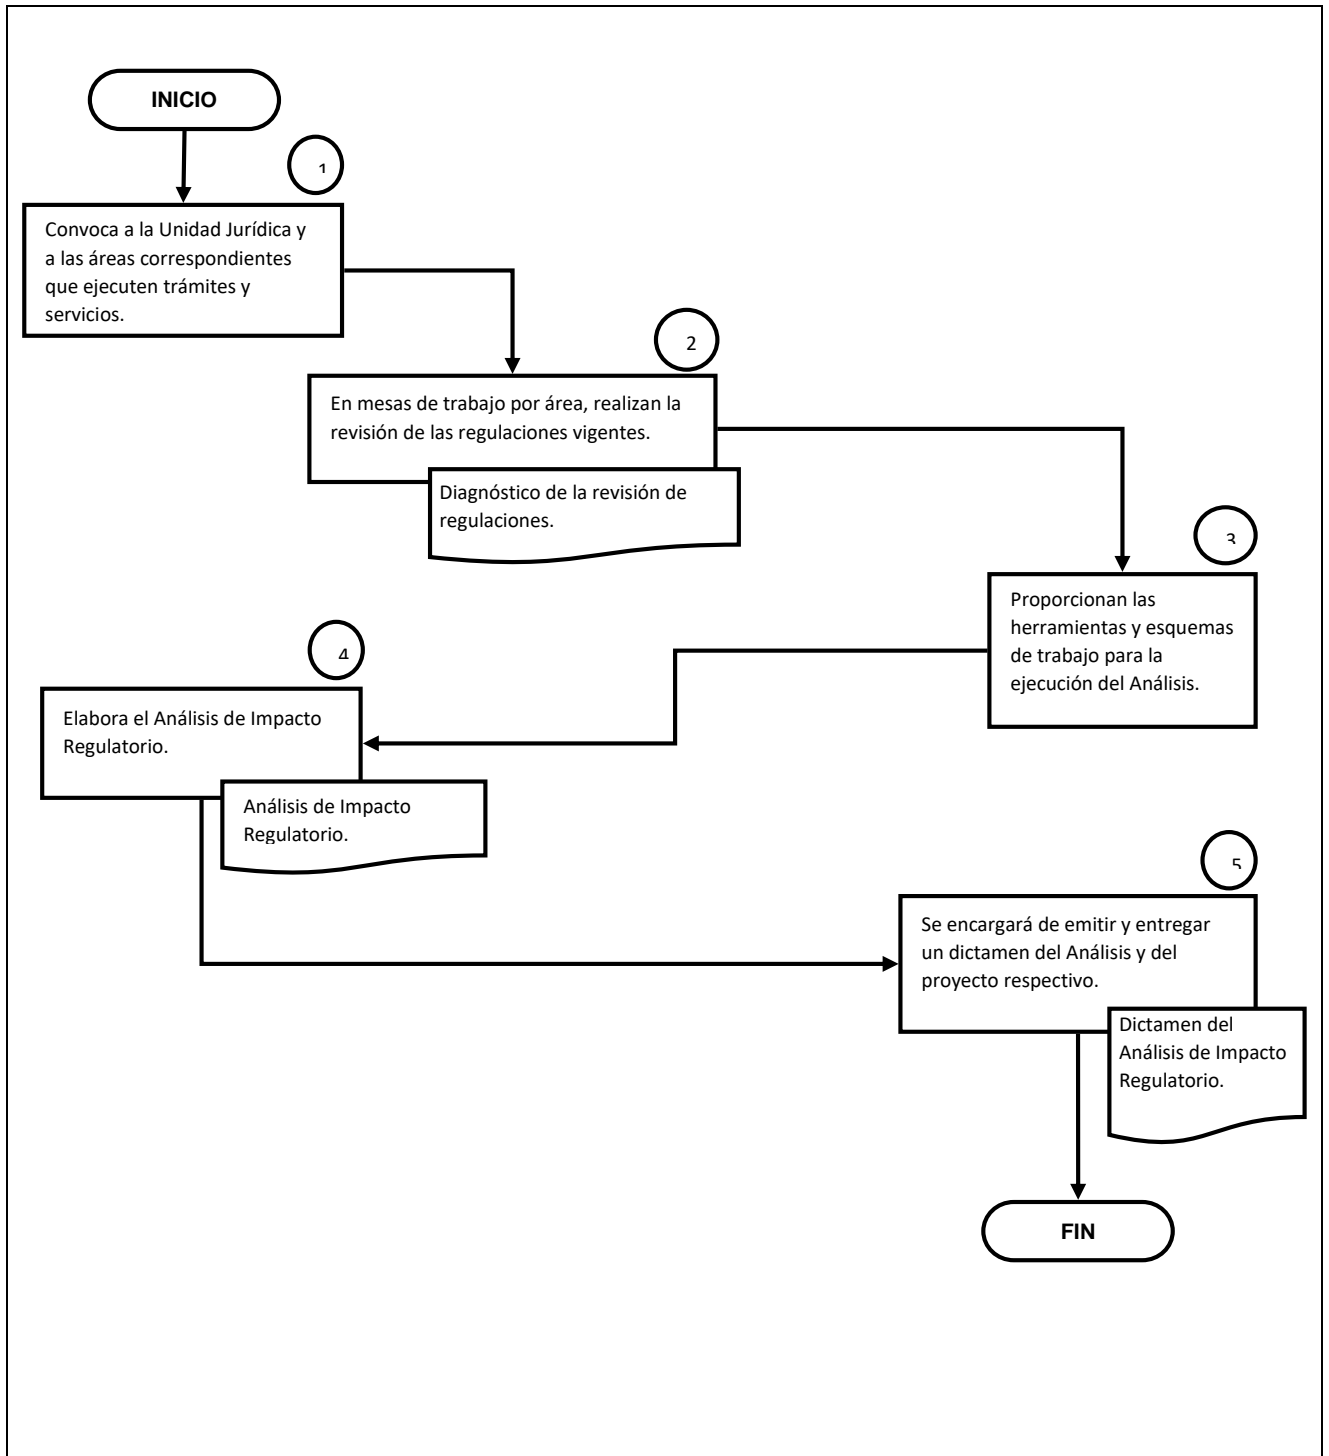 INICIO
1
Convoca a la Unidad Jurídica y
a las áreas correspondientes
que ejecuten trámites y
servicios.
2
En mesas de trabajo por área, realizan la
revisión de las regulaciones vigentes.
Diagnóstico de la revisión de
regulaciones.
3
Proporcionan las
herramientas y esquemas
de trabajo para la
ejecución del Análisis.
4
Elabora el Análisis de Impacto
Regulatorio.
Análisis de Impacto
Regulatorio.
5
Se encargará de emitir y entregar
un dictamen del Análisis y del
proyecto respectivo.
Dictamen del
Análisis de Impacto
Regulatorio.
FIN